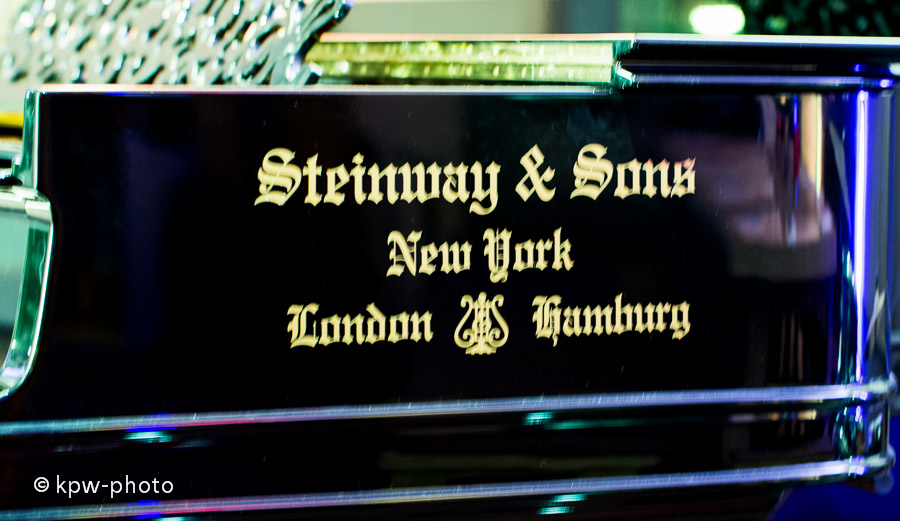 Steinway & Sons
New York
London Hamburg
© kpw-photo